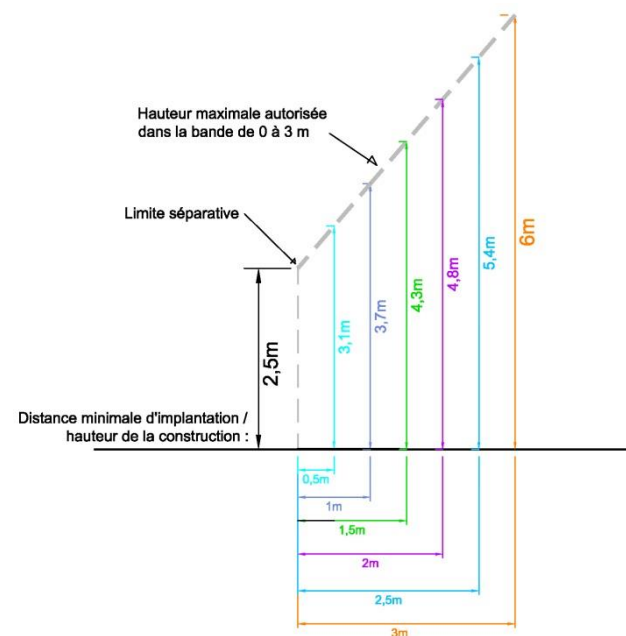 Hauteur maximale autorisée
dans la bande de 0 à 3 m
Limite séparative
2,5m
3,1m
3,7m
4,3m
4,8m
5,4m
6m
Distance minimale d'implantation /
hauteur de la construction :
0,5m
1m
1,5m
2m
2,5m
3m